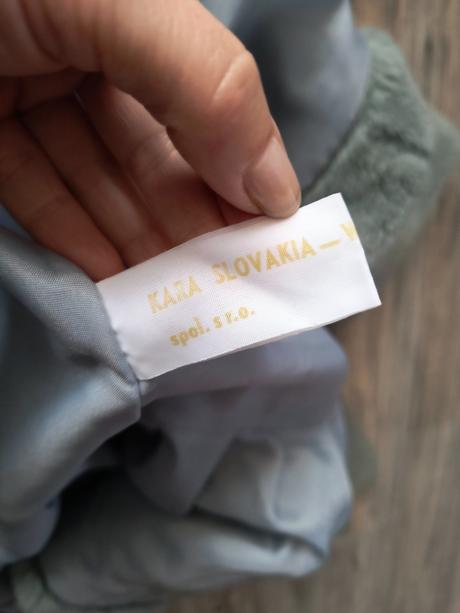 KARA SLOVAKIA — V
spol. s r.o.